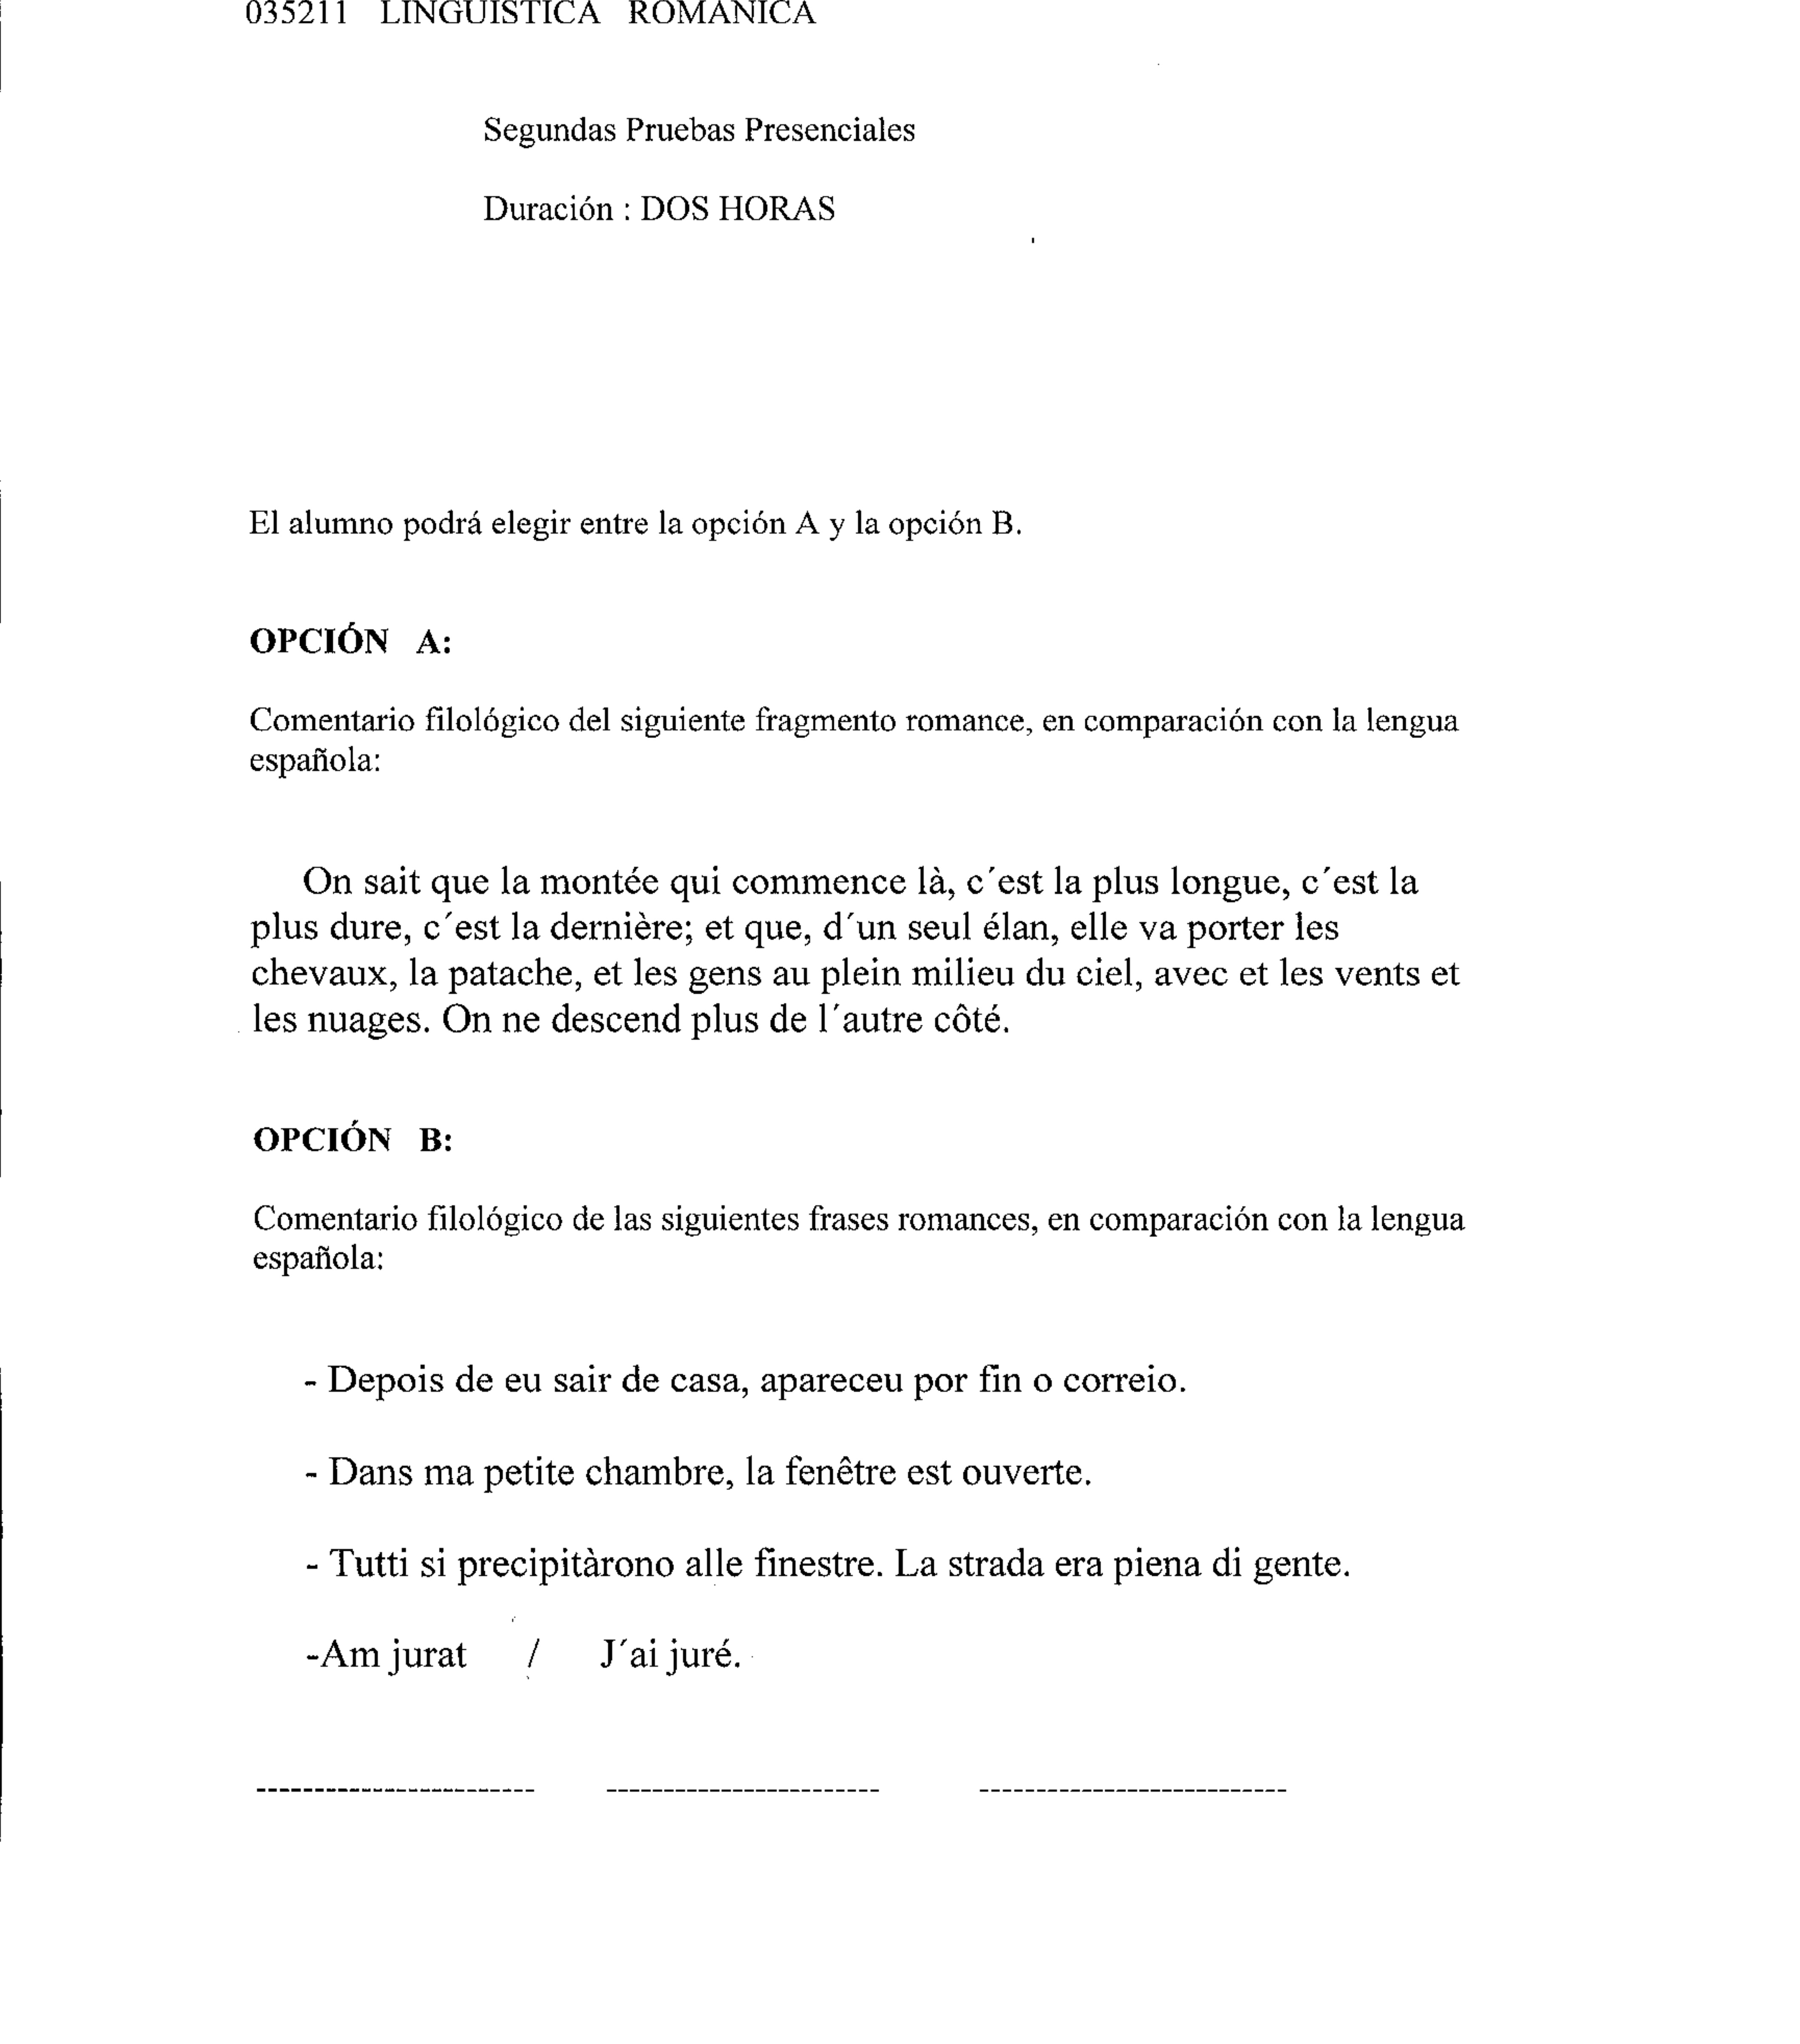 035211 LINGUISTICA ROMANICA
Segundas Pruebas Presenciales
Duración : DOS HORAS
El alumno podrá elegir entre la opción A y la opción B.
OPCIÓN A:
Comentario filológico del siguiente fragmento romance, en comparación con la lengua
española:
On sait que la montée qui commence là, c´est la plus longue, c´est la
plus dure, c´est la dernière; et que, d´un seul élan, elle va porter les
chevaux, la patache, et les gens au plein milieu du ciel, avec et les vents et
les nuages. On ne descend plus de l´autre côté.
OPCIÓN B:
Comentario filológico de las siguientes frases romances, en comparación con la lengua
española:
- Depois de eu sair de casa, apareceu por fin o correio.
- Dans ma petite chambre, la fenêtre est ouverte.
- Tutti si precipitàrono alle finestre. La strada era piena di gente.
-Am jurat / J´ai juré.
------------------------ ------------------------ ---------------------------